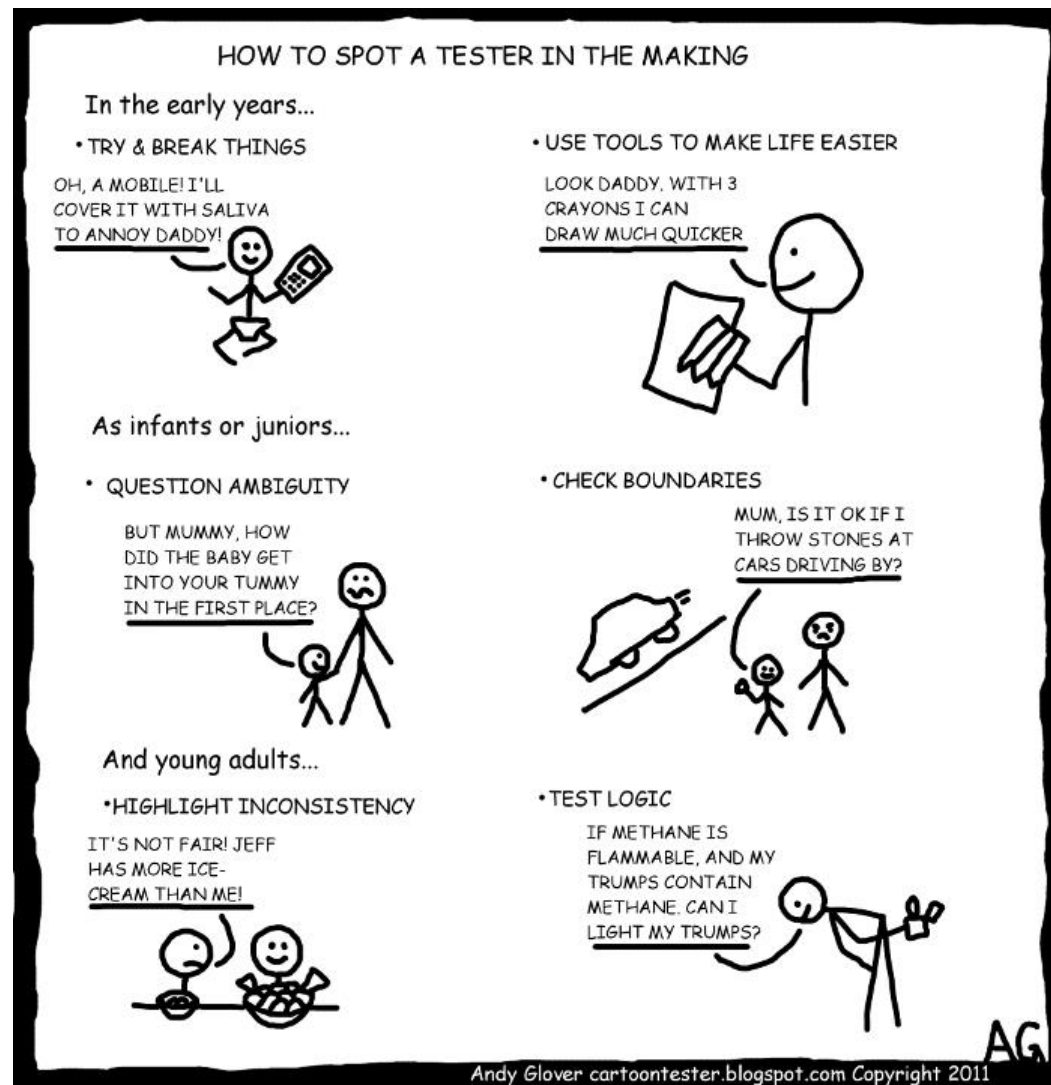 HOW TO SPOT A TESTER IN THE MAKING
In the early years...
• TRY & BREAK THINGS
OH, A MOBILE! I'LL
COVER IT WITH SALIVA
TO ANNOY DADDY!
• USE TOOLS TO MAKE LIFE EASIER
LOOK DADDY, WITH 3
CRAYONS I CAN
DRAW MUCH QUICKER
As infants or juniors...
• QUESTION AMBIGUITY
BUT MUMMY, HOW
DID THE BABY GET
INTO YOUR TUMMY
IN THE FIRST PLACE?
• CHECK BOUNDARIES
MUM, IS IT OK IF I
THROW STONES AT
CARS DRIVING BY?
And young adults...
•HIGHLIGHT INCONSISTENCY
IT'S NOT FAIR! JEFF
HAS MORE ICE-
CREAM THAN ME!
• TEST LOGIC
IF METHANE IS
FLAMMABLE, AND MY
TRUMPS CONTAIN
METHANE. CAN I
LIGHT MY TRUMPS?
AG
Andy Glover cartoontester.blogspot.com Copyright 2011